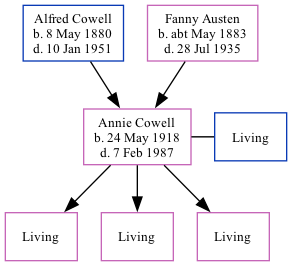 Alfred Cowell
b. 8 May 1880
d. 10 Jan 1951
Fanny Austen
b. abt May 1883
d. 28 Jul 1935
Annie Cowell
b. 24 May 1918
d. 7 Feb 1987
Living
Living
Living
Living